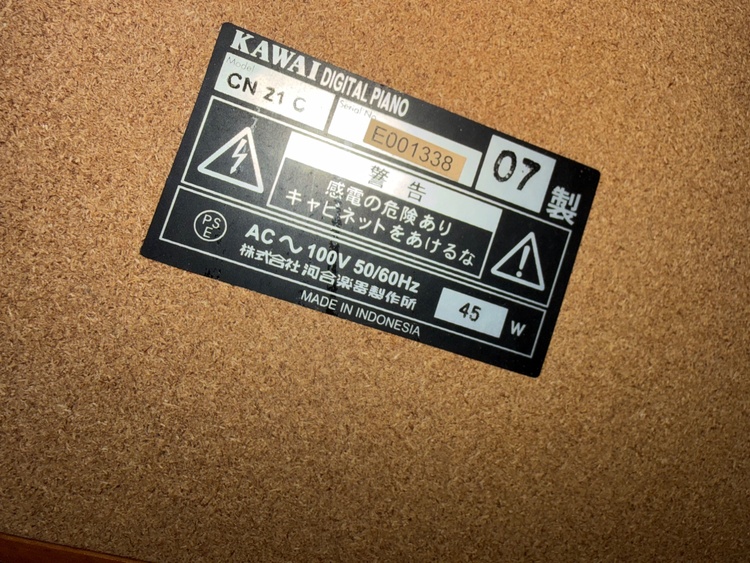 KAWAI DIGITAL PIANO
Model CN 21 C
Serial No. E001338
07 製
警告
感電の危険あり
キャビネットをあけるな
PS
E
AC ～ 100V 50/60Hz
45 W
株式会社 河合楽器製作所
MADE IN INDONESIA